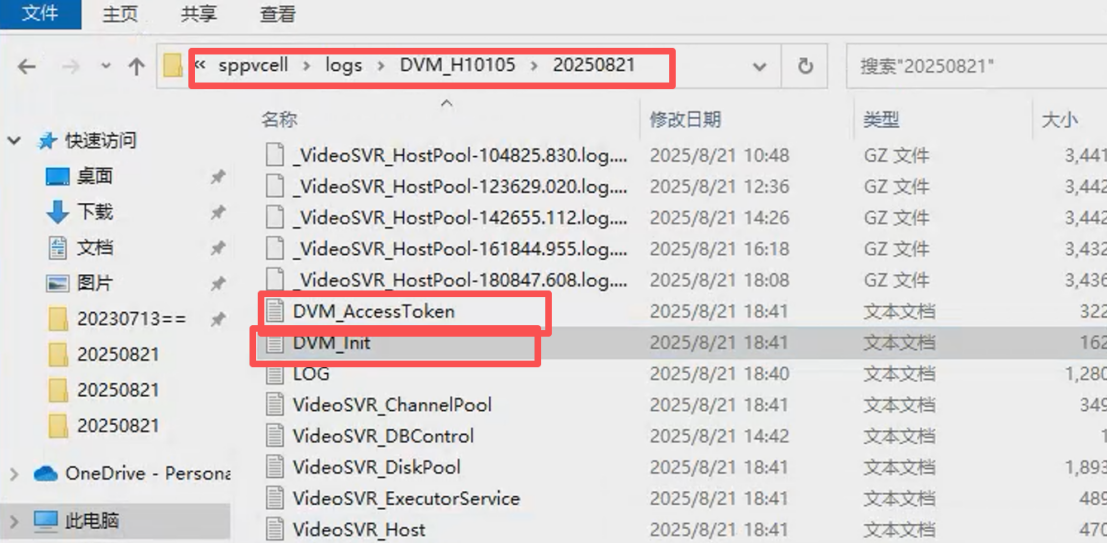 文件 主页 共享 查看
« sppvcell › logs › DVM_H10105 › 20250821 搜索"20250821"
名称 修改日期 类型 大小
快速访问
桌面
下载
文档
图片
20230713==
20250821
20250821
20250821
OneDrive - Persona
此电脑
_VideoSVR_HostPool-104825.830.log.... 2025/8/21 10:48 GZ 文件 3,441
_VideoSVR_HostPool-123629.020.log.... 2025/8/21 12:36 GZ 文件 3,442
_VideoSVR_HostPool-142655.112.log.... 2025/8/21 14:26 GZ 文件 3,442
_VideoSVR_HostPool-161844.955.log.... 2025/8/21 16:18 GZ 文件 3,432
_VideoSVR_HostPool-180847.608.log.... 2025/8/21 18:08 GZ 文件 3,436
DVM_AccessToken 2025/8/21 18:41 文本文档 322
DVM_Init 2025/8/21 18:41 文本文档 162
LOG 2025/8/21 18:40 文本文档 1,280
VideoSVR_ChannelPool 2025/8/21 18:41 文本文档 349
VideoSVR_DBControl 2025/8/21 14:42 文本文档 1
VideoSVR_DiskPool 2025/8/21 18:41 文本文档 1,893
VideoSVR_ExecutorService 2025/8/21 18:41 文本文档 489
VideoSVR_Host 2025/8/21 18:41 文本文档 470